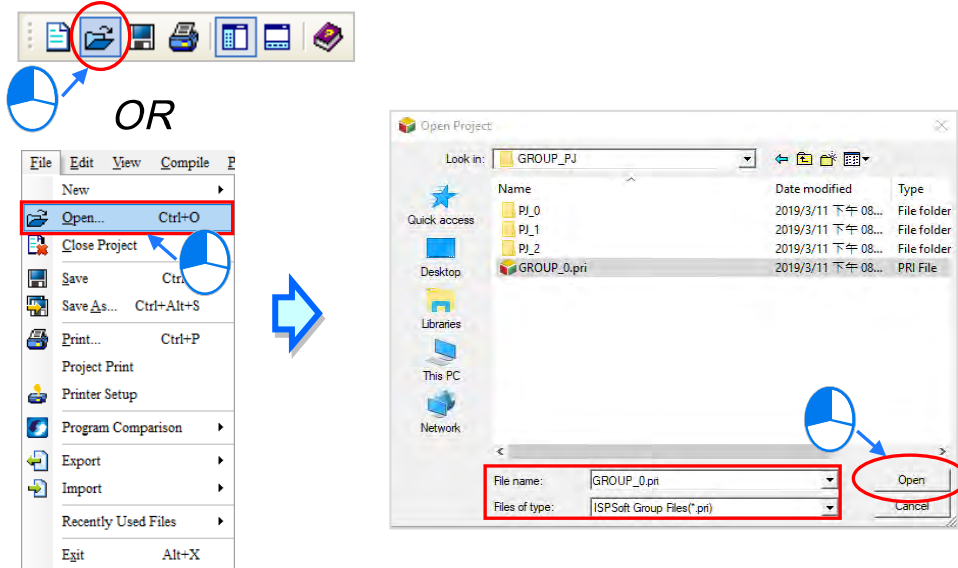 OR
File Edit View Compile P
New
Open... Ctrl+O
Close Project
Save
Save As... Ctrl+Alt+S
Print... Ctrl+P
Project Print
Printer Setup
Program Comparison
Export
Import
Recently Used Files
Exit Alt+X
Open Project
Look in: GROUP_PJ
Name Date modified Type
PJ_0 2019/3/11 下午 08... File folder
PJ_1 2019/3/11 下午 08... File folder
PJ_2 2019/3/11 下午 08... File folder
GROUP_0.pri 2019/3/11 下午 08... PRI File
Quick access
Desktop
Libraries
This PC
Network
File name: GROUP_0.pri Open
Files of type: ISPSoft Group Files(*.pri) Cancel